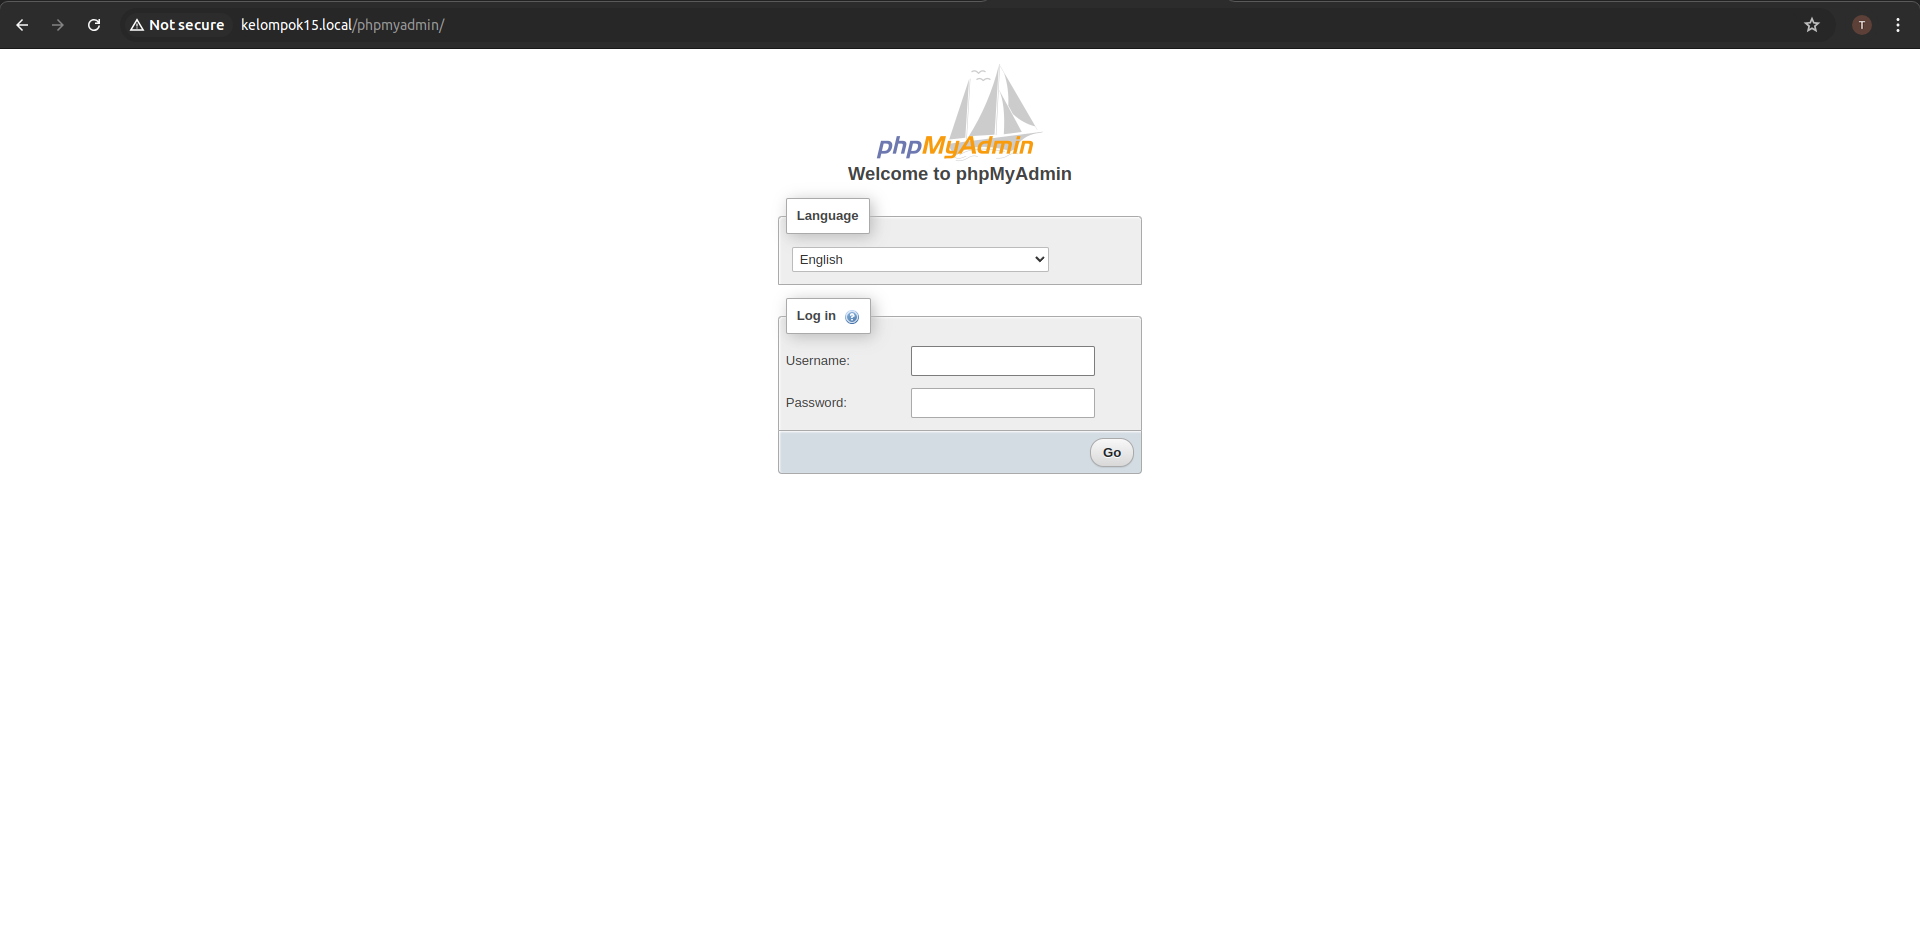 Not secure kelompok15.local/phpmyadmin/ T
phpMyAdmin
Welcome to phpMyAdmin
Language
English
Log in ?
Username:
Password:
Go